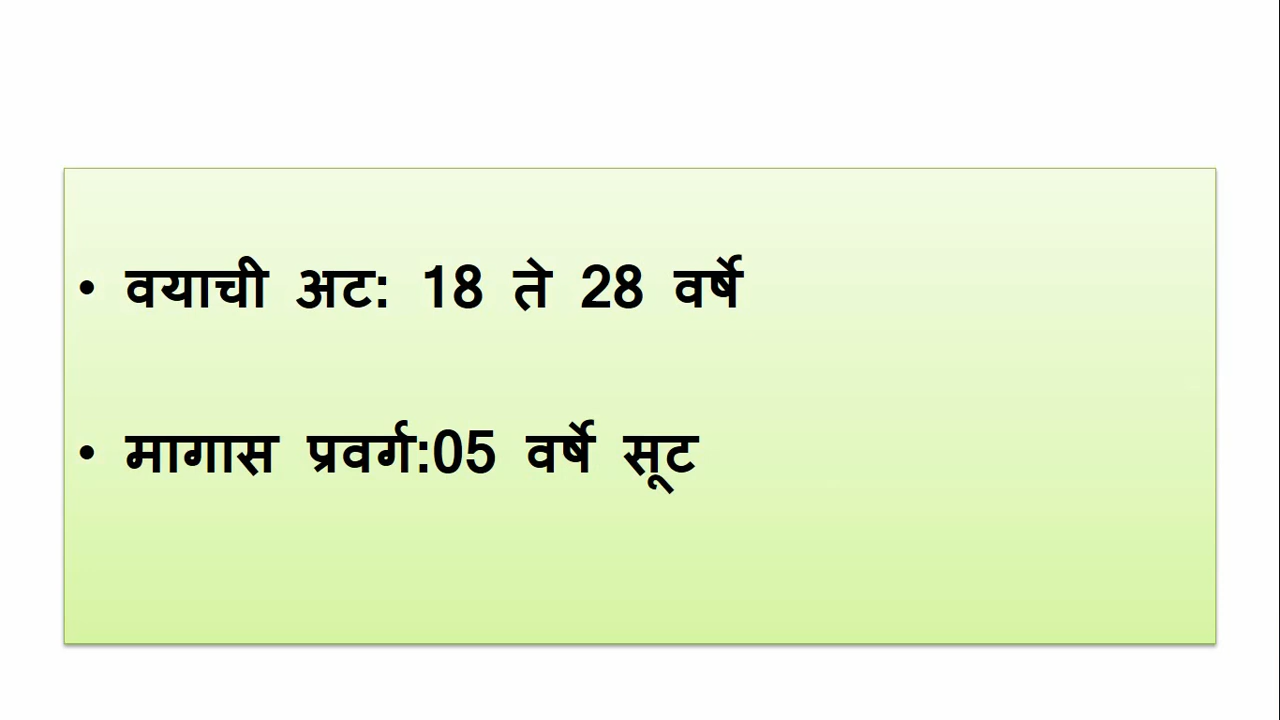 • वयाची अट: 18 ते 28 वर्षे
• मागास प्रवर्ग:05 वर्षे सूट